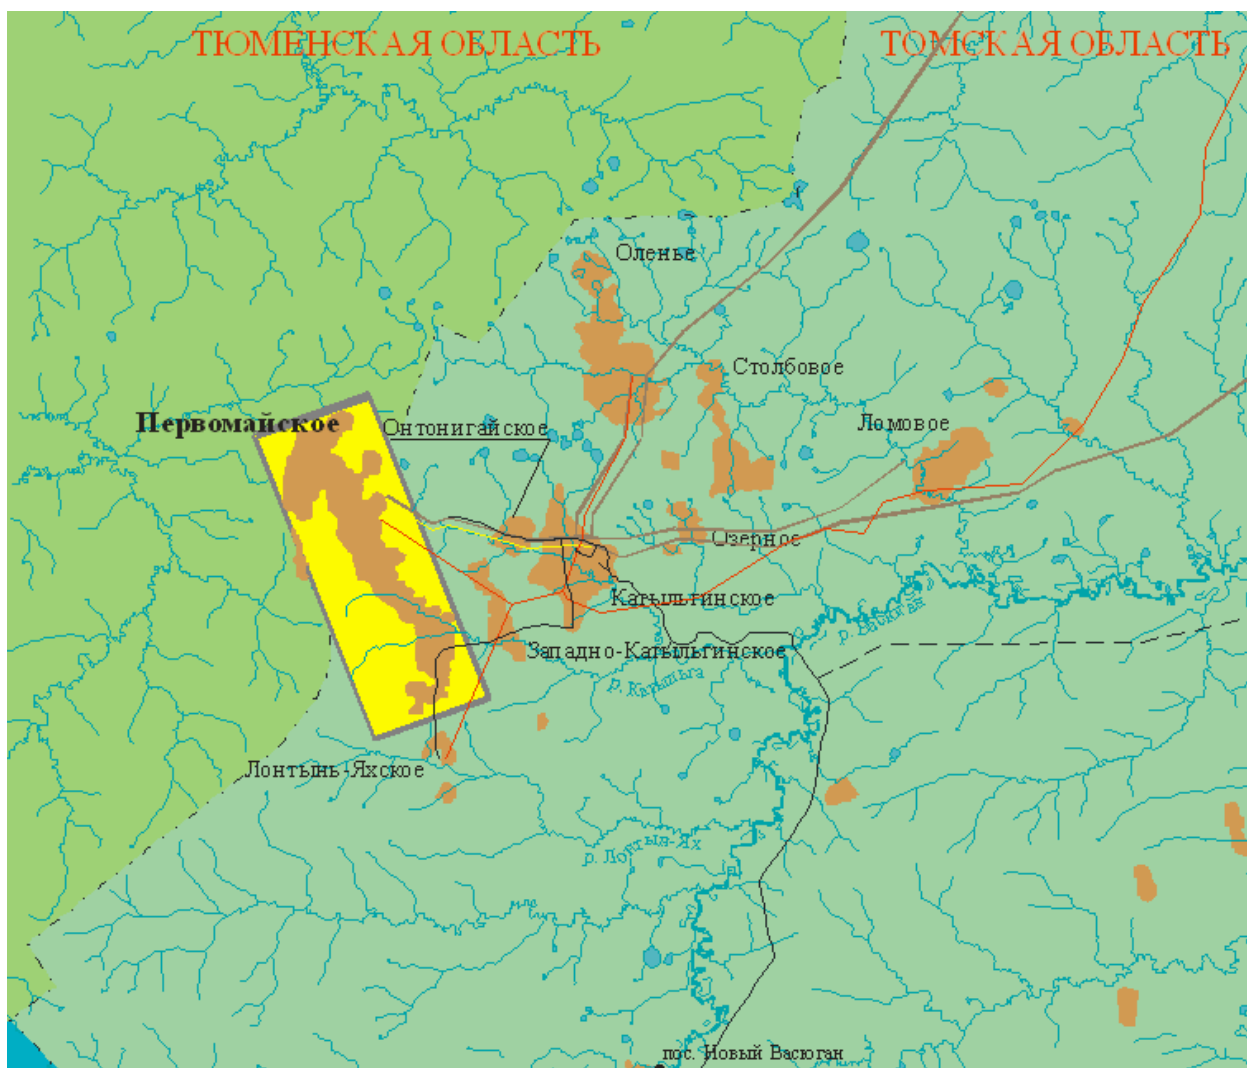 ТЮМЕНСКАЯ ОБЛАСТЬ
ТОМСКАЯ ОБЛАСТЬ
Оленье
Столбовое
Первомайское
Онтонигайское
Ломовое
Озерное
Катыльгинское
р. Васюган
Западно-Катыльгинское
р. Катыльга
Лонтынь-Яхское
р. Лонтын-Ях
пос. Новый Васюган